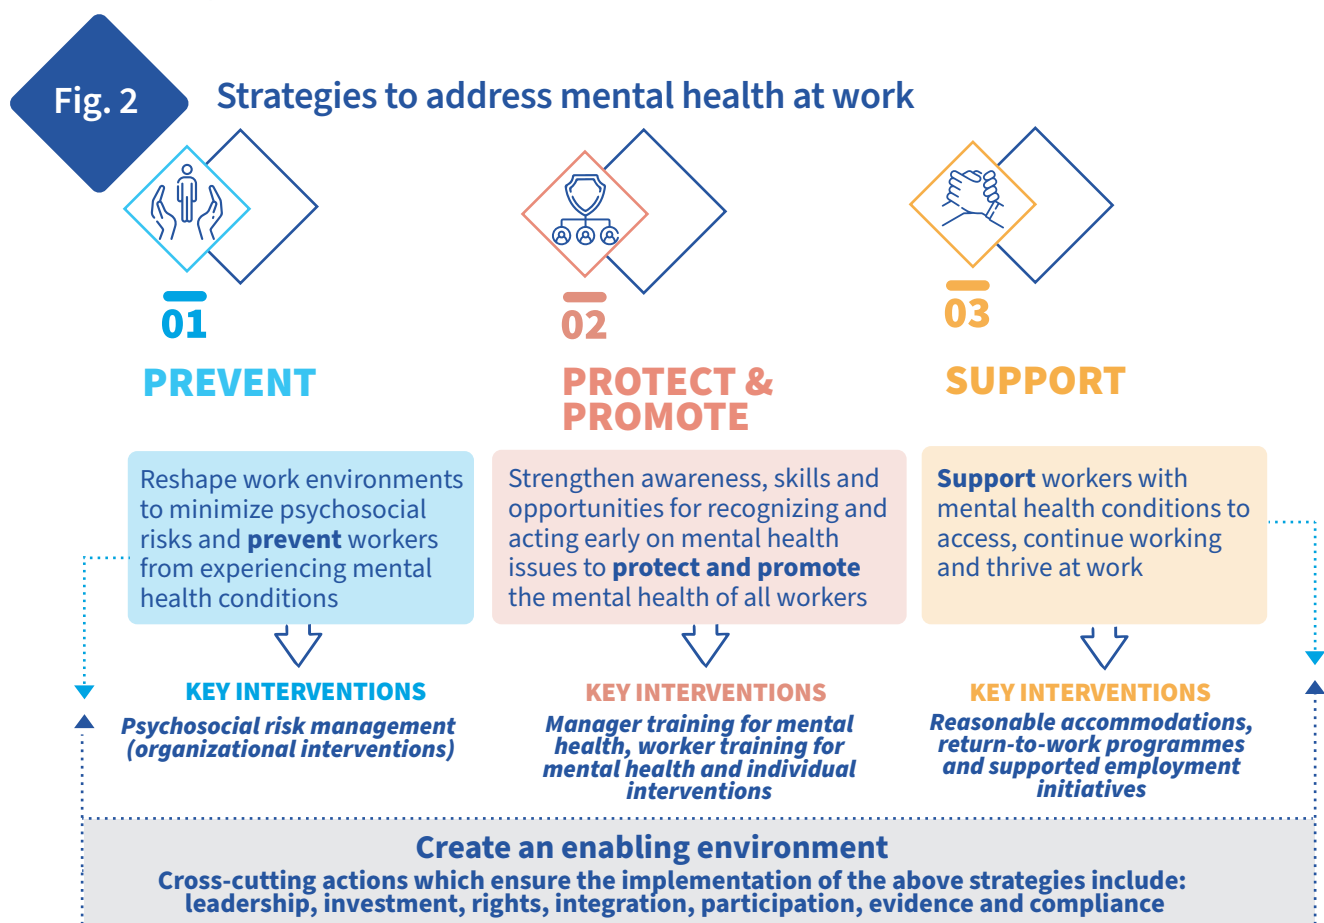 Fig. 2
Strategies to address mental health at work
01
PREVENT
Reshape work environments
to minimize psychosocial
risks and prevent workers
from experiencing mental
health conditions
KEY INTERVENTIONS
Psychosocial risk management
(organizational interventions)
02
PROTECT &
PROMOTE
Strengthen awareness, skills and
opportunities for recognizing and
acting early on mental health
issues to protect and promote
the mental health of all workers
KEY INTERVENTIONS
Manager training for mental
health, worker training for
mental health and individual
interventions
03
SUPPORT
Support workers with
mental health conditions to
access, continue working
and thrive at work
KEY INTERVENTIONS
Reasonable accommodations,
return-to-work programmes
and supported employment
initiatives
Create an enabling environment
Cross-cutting actions which ensure the implementation of the above strategies include:
leadership, investment, rights, integration, participation, evidence and compliance